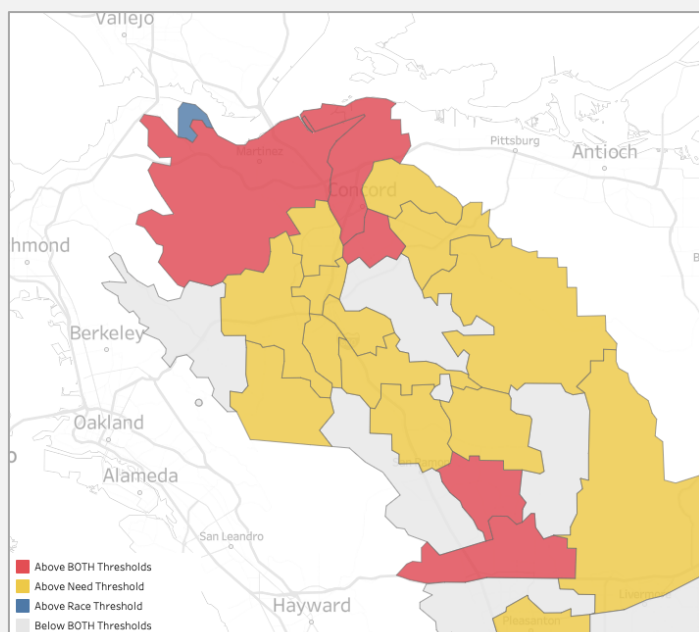 Vallejo
Martinez
Pittsburg
Antioch
Concord
hmond
Berkeley
Oakland
Alameda
San Leandro
Hayward
Livermore
Pleasanton
Above BOTH Thresholds
Above Need Threshold
Above Race Threshold
Below BOTH Thresholds